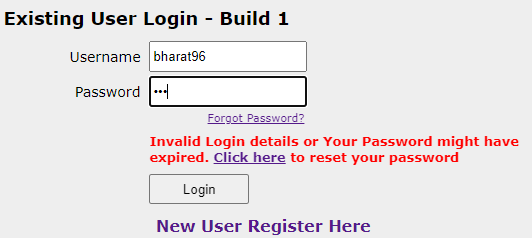 Existing User Login - Build 1
Username bharat96
Password •••
Forgot Password?
Invalid Login details or Your Password might have
expired. Click here to reset your password
Login
New User Register Here